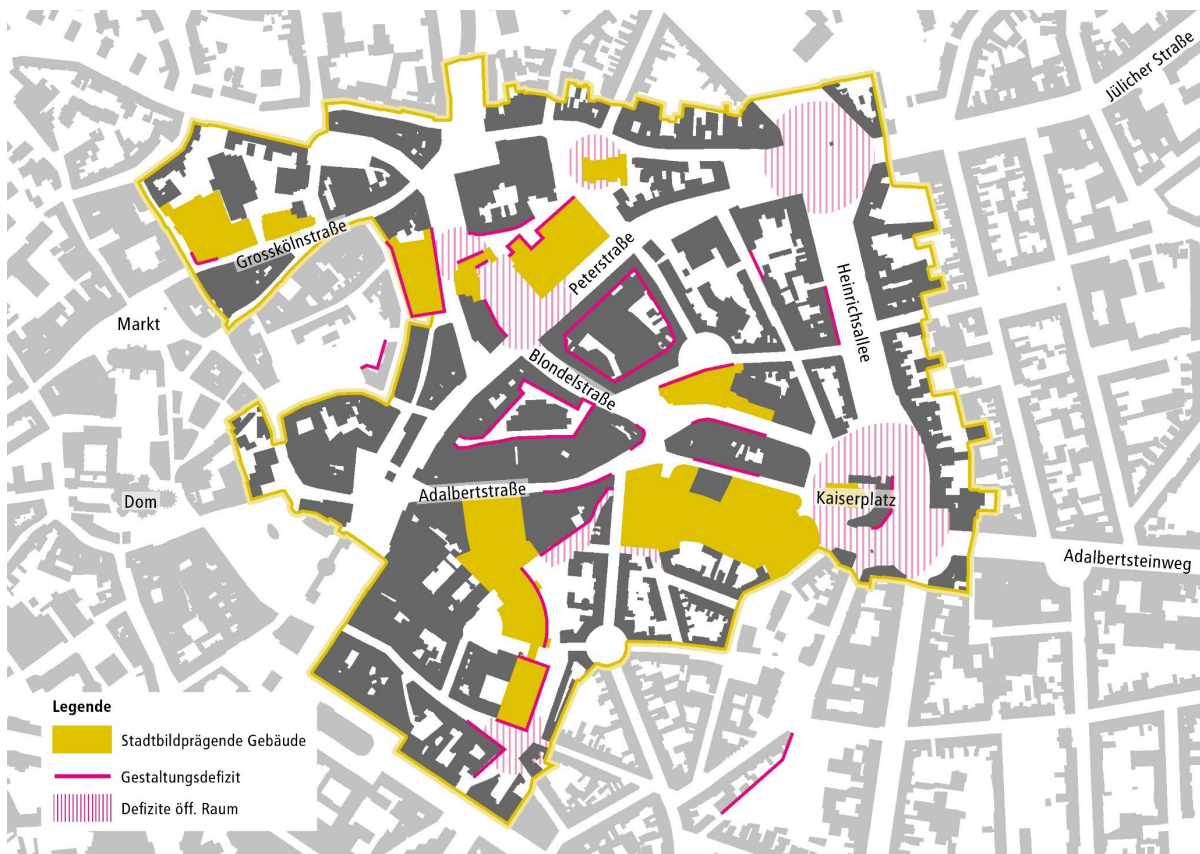 Jülicher Straße
Grosskölnstraße
Peterstraße
Heinrichsallee
Markt
Blondelstraße
Adalbertstraße
Kaiserplatz
Dom
Adalbertsteinweg
Legende
Stadtbildprägende Gebäude
Gestaltungsdefizit
Defizite öff. Raum